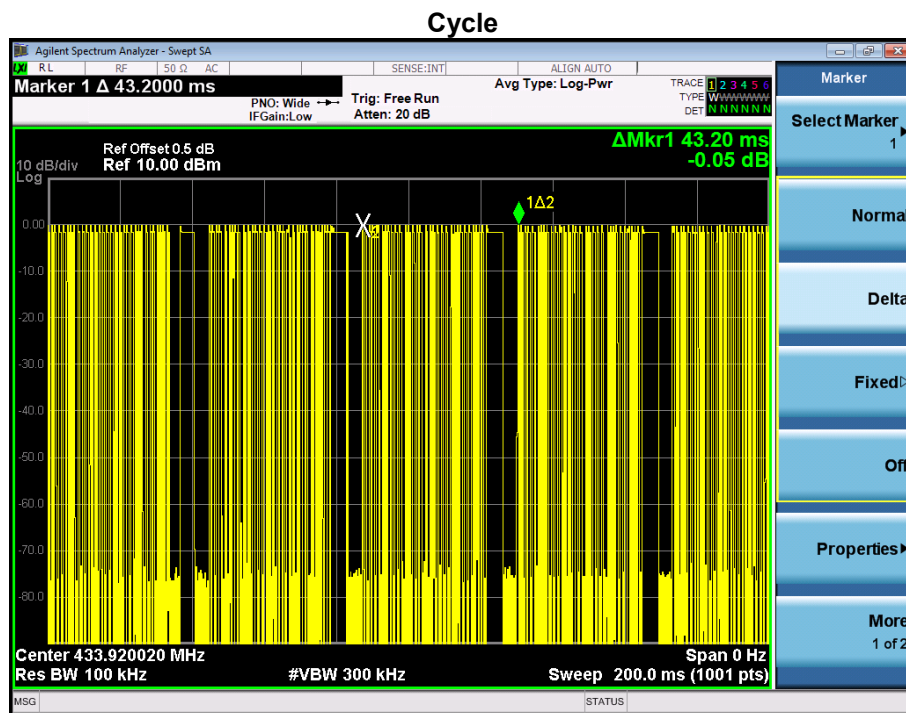 Cycle
Agilent Spectrum Analyzer - Swept SA
LXI RL RF 50 Ω AC SENSE:INT ALIGN AUTO
Marker 1 Δ 43.2000 ms
PNO: Wide
IFGain:Low
Trig: Free Run
Atten: 20 dB
Avg Type: Log-Pwr
TRACE 1 2 3 4 5 6
TYPE WWWWWW
DET N N N N N N
Ref Offset 0.5 dB
10 dB/div Ref 10.00 dBm
Log
ΔMkr1 43.20 ms
-0.05 dB
1Δ2
0.00
-10.0
-20.0
-30.0
-40.0
-50.0
-60.0
-70.0
-80.0
Center 433.920020 MHz Span 0 Hz
Res BW 100 kHz #VBW 300 kHz Sweep 200.0 ms (1001 pts)
MSG STATUS
Marker
Select Marker
1
Normal
Delta
Fixed
Off
Properties
More
1 of 2